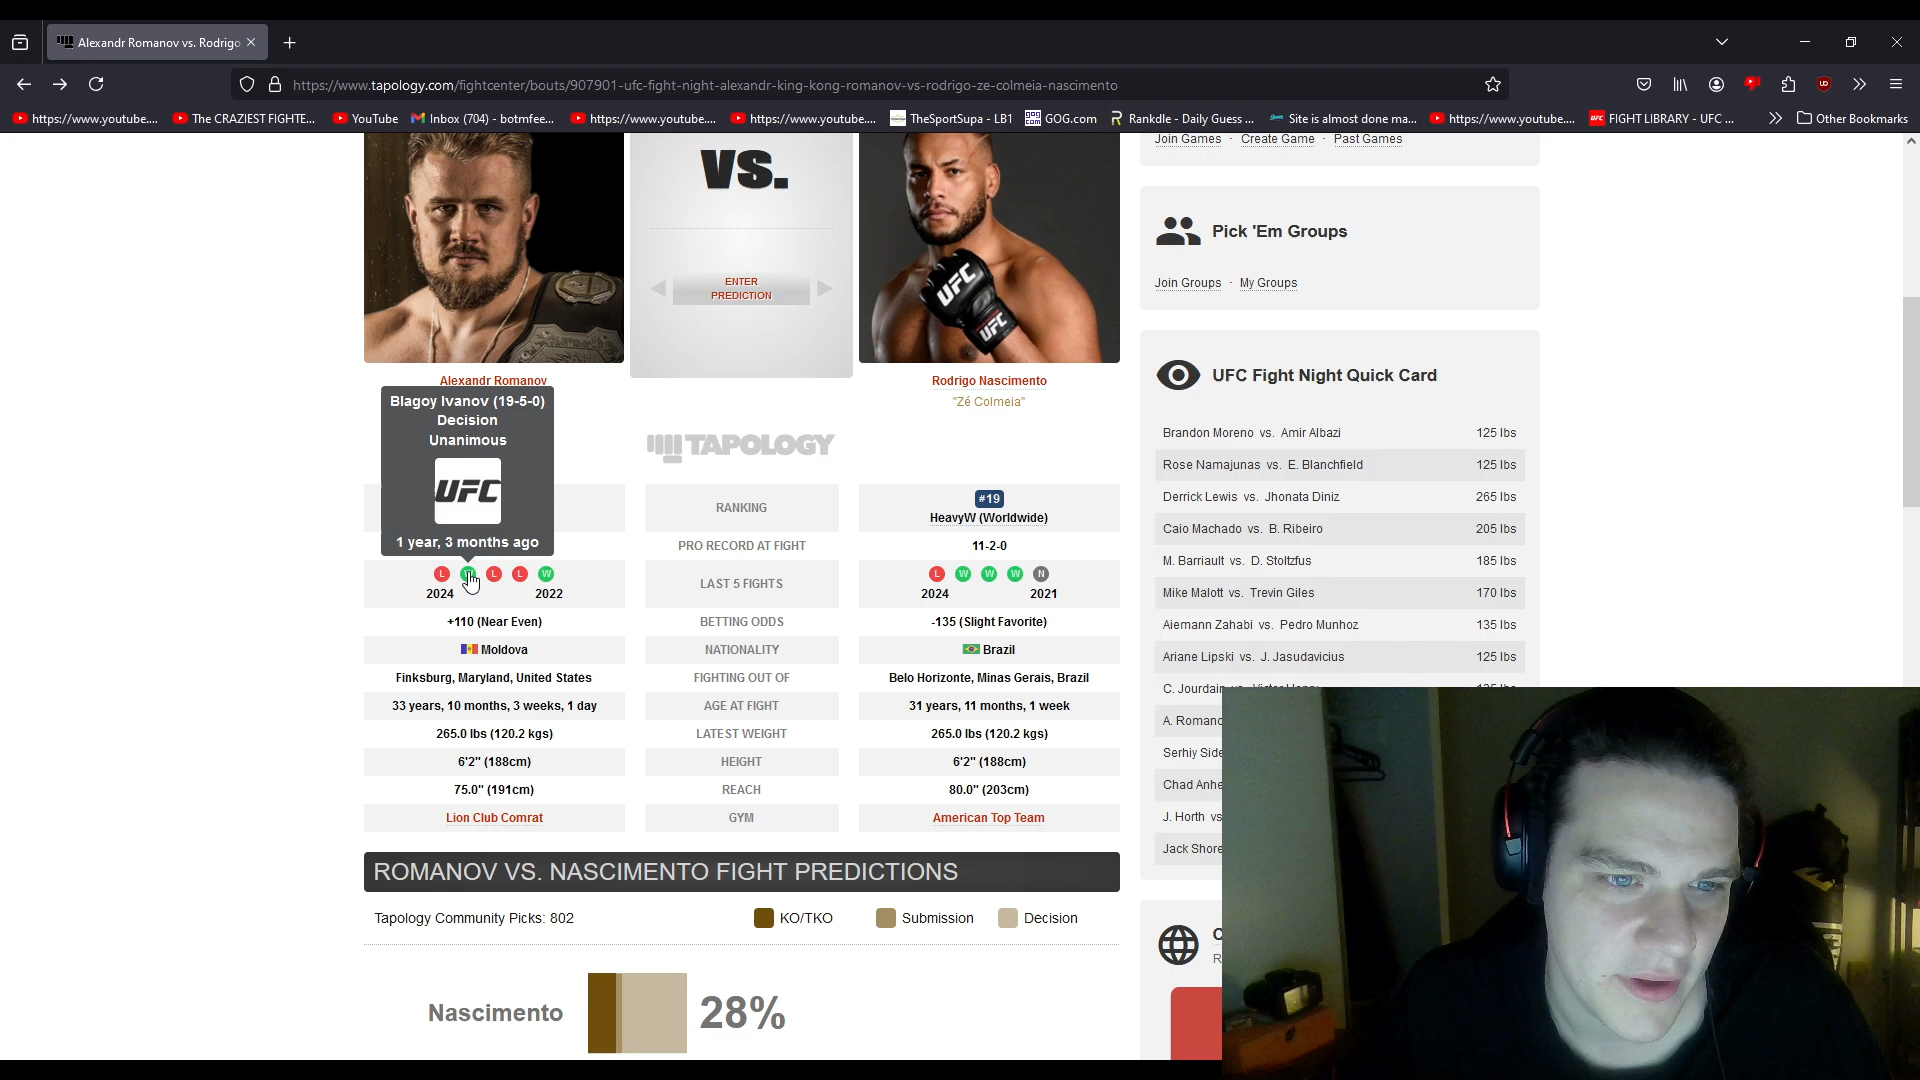 Alexandr Romanov vs. Rodrigo
https://www.tapology.com/fightcenter/bouts/907901-ufc-fight-night-alexandr-king-kong-romanov-vs-rodrigo-ze-colmeia-nascimento
https://www.youtube....
The CRAZIEST FIGHTE...
YouTube
Inbox (704) - botmfee...
https://www.youtube....
https://www.youtube....
TheSportSupa - LB1
GOG.com
Rankdle - Daily Guess ...
Site is almost done ma...
https://www.youtube....
FIGHT LIBRARY - UFC ...
Other Bookmarks
VS.
ENTER
PREDICTION
UFC
UFC
Alexandr Romanov
Rodrigo Nascimento
"Zé Colmeia"
Blagoy Ivanov (19-5-0)
Decision
Unanimous
UFC
1 year, 3 months ago
TAPOLOGY
RANKING
#19
HeavyW (Worldwide)
PRO RECORD AT FIGHT
11-2-0
L W L L W
2024 2022
LAST 5 FIGHTS
L W W W N
2024 2021
+110 (Near Even)
BETTING ODDS
-135 (Slight Favorite)
Moldova
NATIONALITY
Brazil
Finksburg, Maryland, United States
FIGHTING OUT OF
Belo Horizonte, Minas Gerais, Brazil
33 years, 10 months, 3 weeks, 1 day
AGE AT FIGHT
31 years, 11 months, 1 week
265.0 lbs (120.2 kgs)
LATEST WEIGHT
265.0 lbs (120.2 kgs)
6'2" (188cm)
HEIGHT
6'2" (188cm)
75.0" (191cm)
REACH
80.0" (203cm)
Lion Club Comrat
GYM
American Top Team
ROMANOV VS. NASCIMENTO FIGHT PREDICTIONS
Tapology Community Picks: 802
KO/TKO
Submission
Decision
Nascimento
28%
Join Games · Create Game · Past Games
Pick 'Em Groups
Join Groups · My Groups
UFC Fight Night Quick Card
Brandon Moreno vs. Amir Albazi 125 lbs
Rose Namajunas vs. E. Blanchfield 125 lbs
Derrick Lewis vs. Jhonata Diniz 265 lbs
Caio Machado vs. B. Ribeiro 205 lbs
M. Barriault vs. D. Stoltzfus 185 lbs
Mike Malott vs. Trevin Giles 170 lbs
Aiemann Zahabi vs. Pedro Munhoz 135 lbs
Ariane Lipski vs. J. Jasudavicius 125 lbs
C. Jourdain
A. Romano
Serhiy Side
Chad Anhe
J. Horth vs
Jack Shore